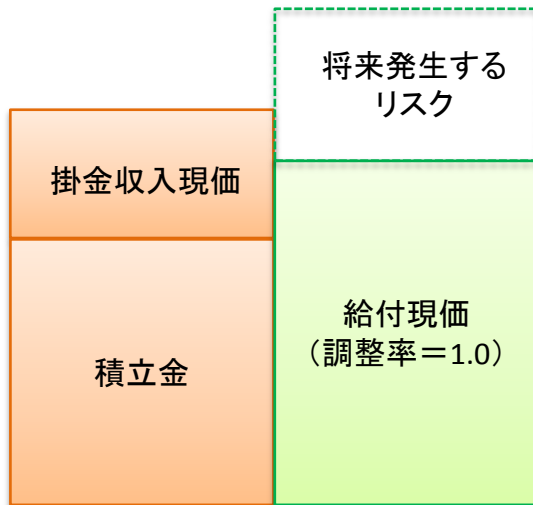 将来発生する
リスク
掛金収入現価
給付現価
（調整率＝1.0）
積立金